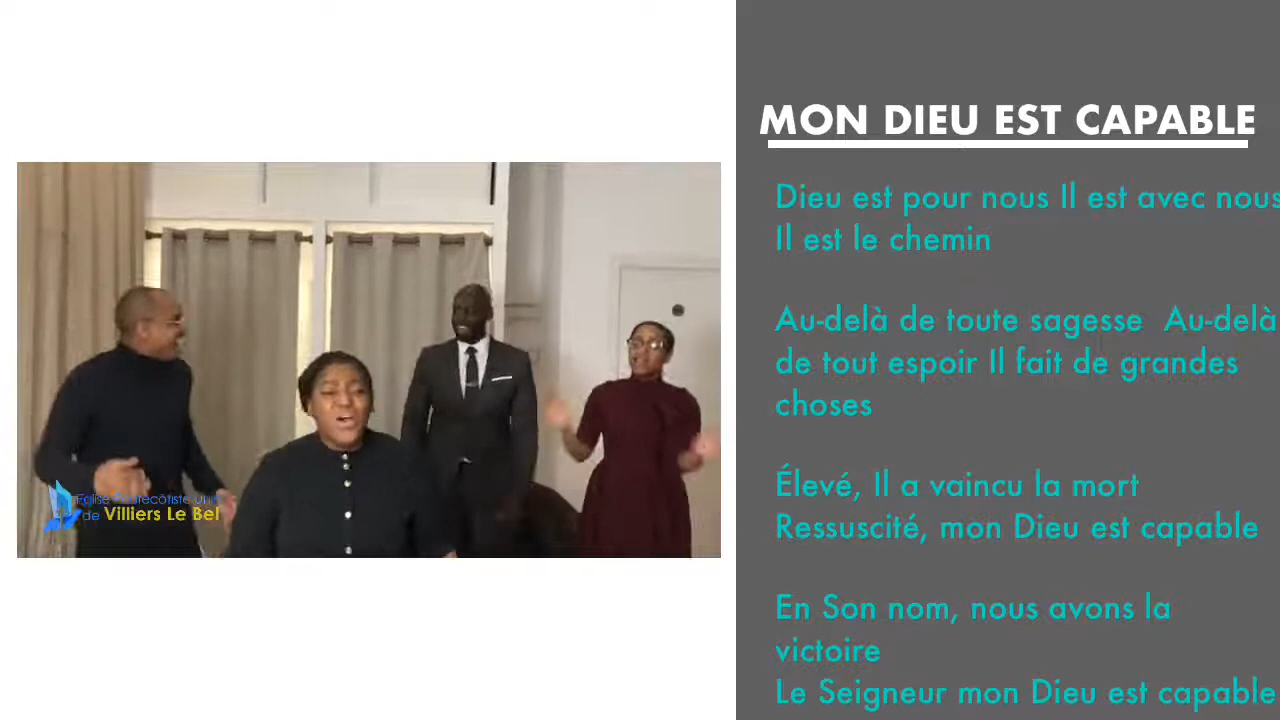 MON DIEU EST CAPABLE
Dieu est pour nous Il est avec nous
Il est le chemin
Au-delà de toute sagesse Au-delà
de tout espoir Il fait de grandes
choses
Élevé, Il a vaincu la mort
Ressuscité, mon Dieu est capable
En Son nom, nous avons la
victoire
Le Seigneur mon Dieu est capable
Eglise Pentecôtiste Unie
de Villiers Le Bel